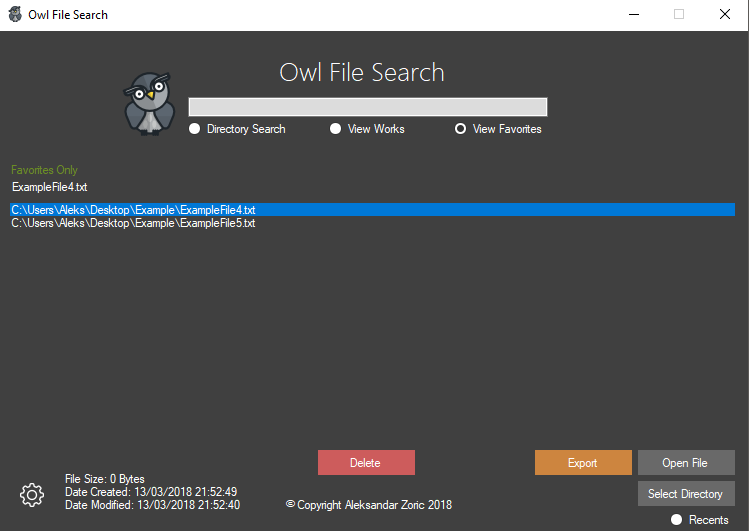 Owl File Search
Owl File Search
Directory Search
View Works
View Favorites
Favorites Only
ExampleFile4.txt
C:\Users\Aleks\Desktop\Example\ExampleFile4.txt
C:\Users\Aleks\Desktop\Example\ExampleFile5.txt
Delete
Export
Open File
File Size: 0 Bytes
Date Created: 13/03/2018 21:52:49
Date Modified: 13/03/2018 21:52:40
© Copyright Aleksandar Zoric 2018
Select Directory
Recents